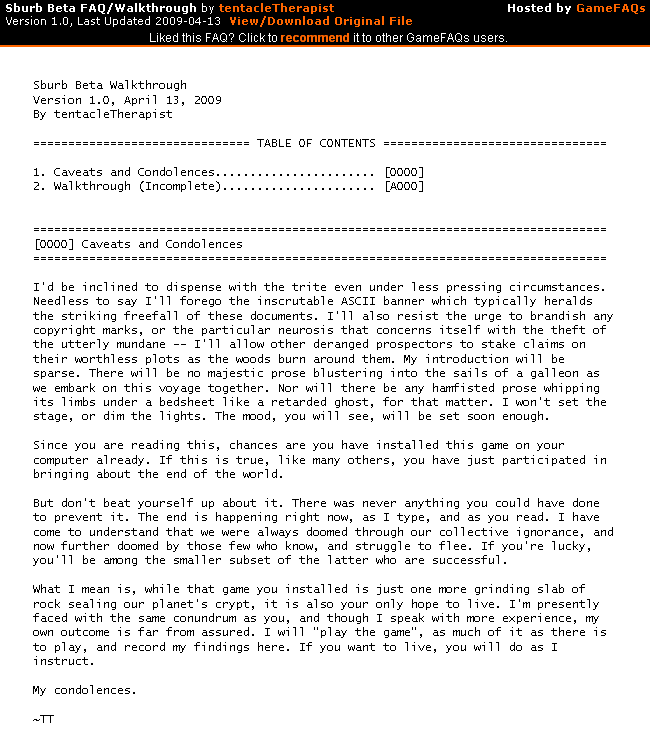 Sburb Beta FAQ/Walkthrough by tentacleTherapist Hosted by GameFAQs
Version 1.0, Last Updated 2009-04-13 View/Download Original File
Liked this FAQ? Click to recommend it to other GameFAQs users.
Sburb Beta Walkthrough
Version 1.0, April 13, 2009
By tentacleTherapist
=============================== TABLE OF CONTENTS ================================
1. Caveats and Condolences....................... [0000]
2. Walkthrough (Incomplete)...................... [A000]
==================================================================================
[0000] Caveats and Condolences
==================================================================================
I'd be inclined to dispense with the trite even under less pressing circumstances.
Needless to say I'll forego the inscrutable ASCII banner which typically heralds
the striking freefall of these documents. I'll also resist the urge to brandish any
copyright marks, or the particular neurosis that concerns itself with the theft of
the utterly mundane -- I'll allow other deranged prospectors to stake claims on
their worthless plots as the woods burn around them. My introduction will be
sparse. There will be no majestic prose blustering into the sails of a galleon as
we embark on this voyage together. Nor will there be any hamfisted prose whipping
its limbs under a bedsheet like a retarded ghost, for that matter. I won't set the
stage, or dim the lights. The mood, you will see, will be set soon enough.
Since you are reading this, chances are you have installed this game on your
computer already. If this is true, like many others, you have just participated in
bringing about the end of the world.
But don't beat yourself up about it. There was never anything you could have done
to prevent it. The end is happening right now, as I type, and as you read. I have
come to understand that we were always doomed through our collective ignorance, and
now further doomed by those few who know, and struggle to flee. If you're lucky,
you'll be among the smaller subset of the latter who are successful.
What I mean is, while that game you installed is just one more grinding slab of
rock sealing our planet's crypt, it is also your only hope to live. I'm presently
faced with the same conundrum as you, and though I speak with more experience, my
own outcome is far from assured. I will "play the game", as much of it as there is
to play, and record my findings here. If you want to live, you will do as I
instruct.
My condolences.
~TT